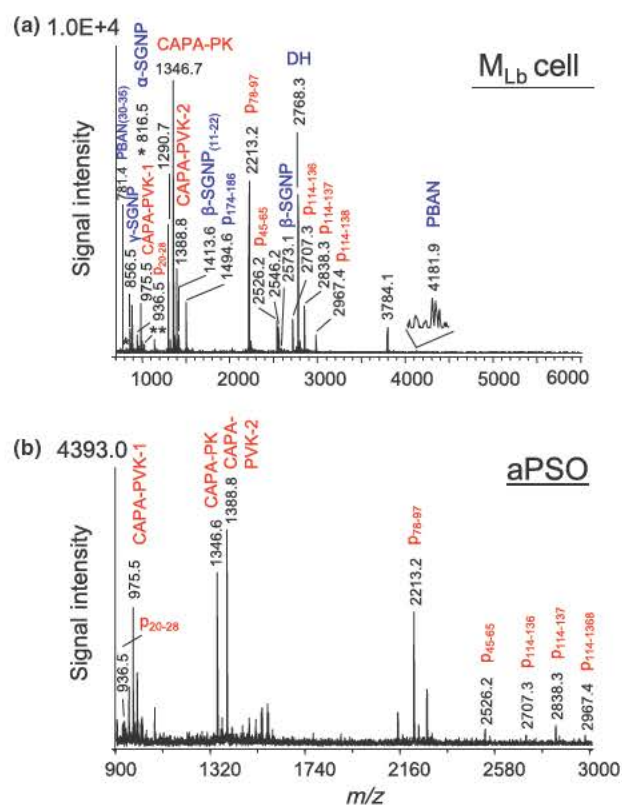 (a)
1.0E+4
M_Lb cell
Signal intensity
781.4 PBAN(30-35)
γ-SGNP
856.5
CAPA-PVK-1
975.5
936.5 p20-28
* 816.5 α-SGNP
**
1290.7
CAPA-PK
1346.7
1388.8 CAPA-PVK-2
1413.6 β-SGNP(11-22)
1494.6 p174-186
2213.2 p78-97
2526.2 p45-65
2546.2
2573.1 β-SGNP
DH
2768.3
2707.3 p114-136
2838.3 p114-137
2967.4 p114-138
3784.1
4181.9 PBAN
1000 2000 3000 4000 5000 6000
(b)
4393.0
aPSO
Signal intensity
936.5
p20-28
975.5 CAPA-PVK-1
1346.6 CAPA-PK
1388.8 CAPA-
PVK-2
2213.2 p78-97
2526.2 p45-65
2707.3 p114-136
2838.3 p114-137
2967.4 p114-1368
900 1320 1740 2160 2580 3000
m/z